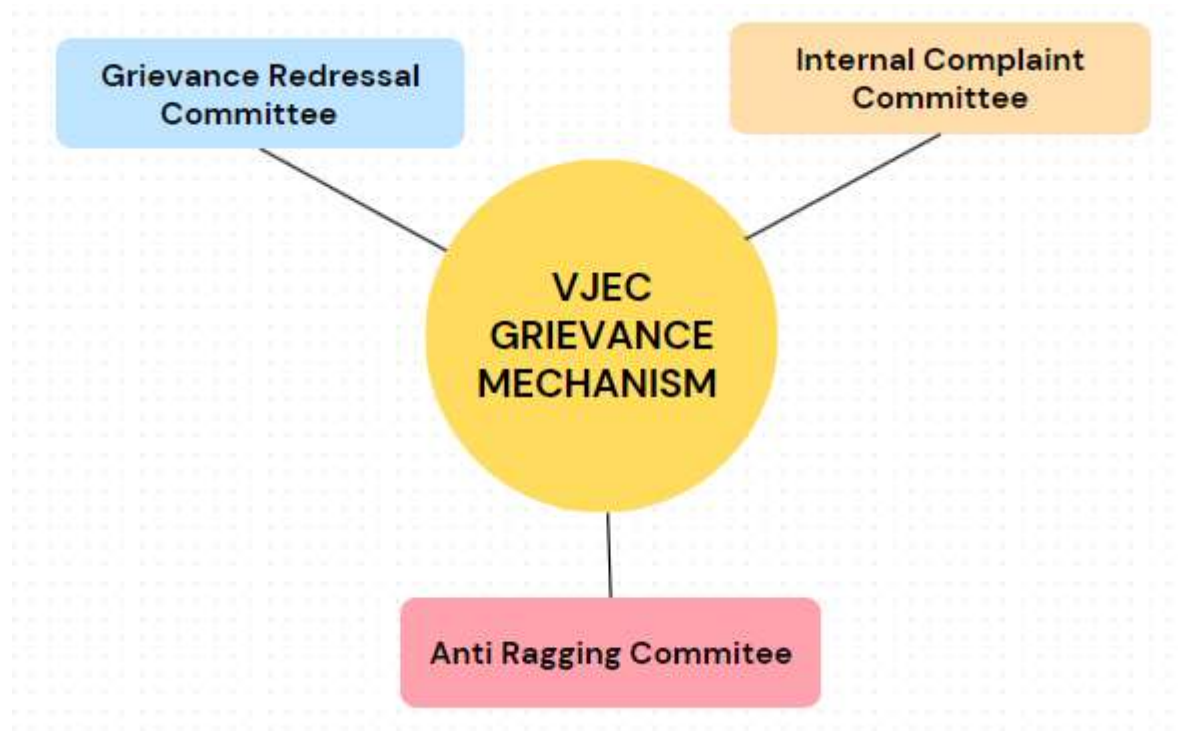 Grievance Redressal
Committee
Internal Complaint
Committee
VJEC
GRIEVANCE
MECHANISM
Anti Ragging Commitee